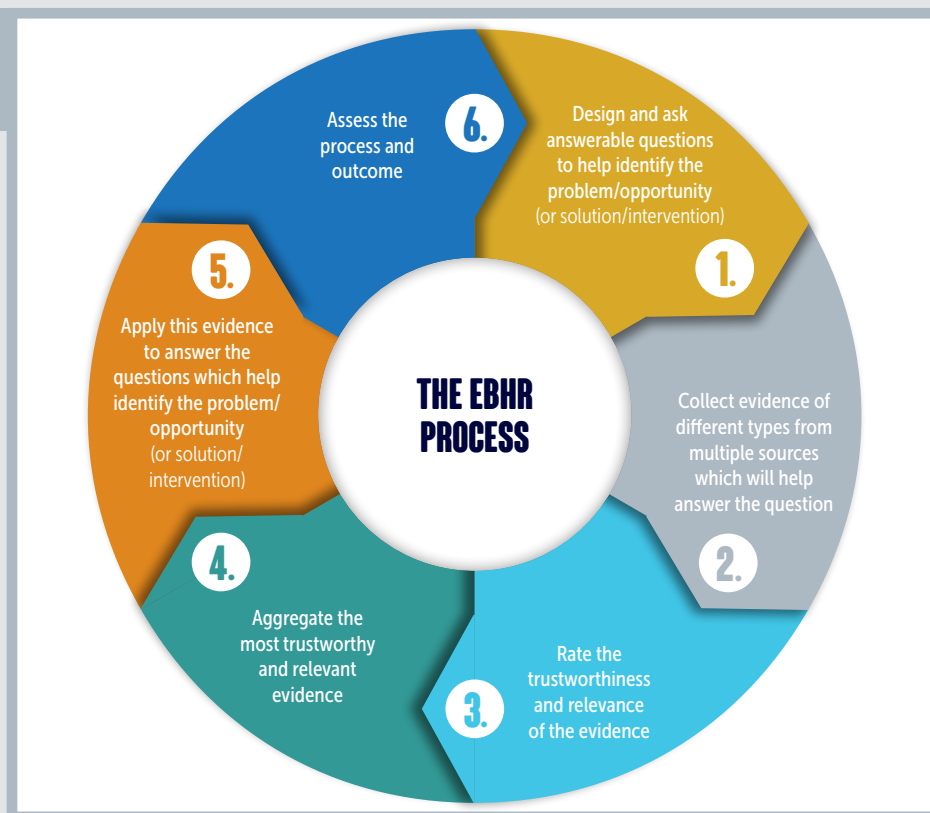 THE EBHR
PROCESS
Design and ask
answerable questions
to help identify the
problem/opportunity
(or solution/intervention)
1.
Collect evidence of
different types from
multiple sources
which will help
answer the question
2.
Rate the
trustworthiness
and relevance
of the evidence
3.
Aggregate the
most trustworthy
and relevant
evidence
4.
Apply this evidence
to answer the
questions which help
identify the problem/
opportunity
(or solution/
intervention)
5.
Assess the
process and
outcome
6.